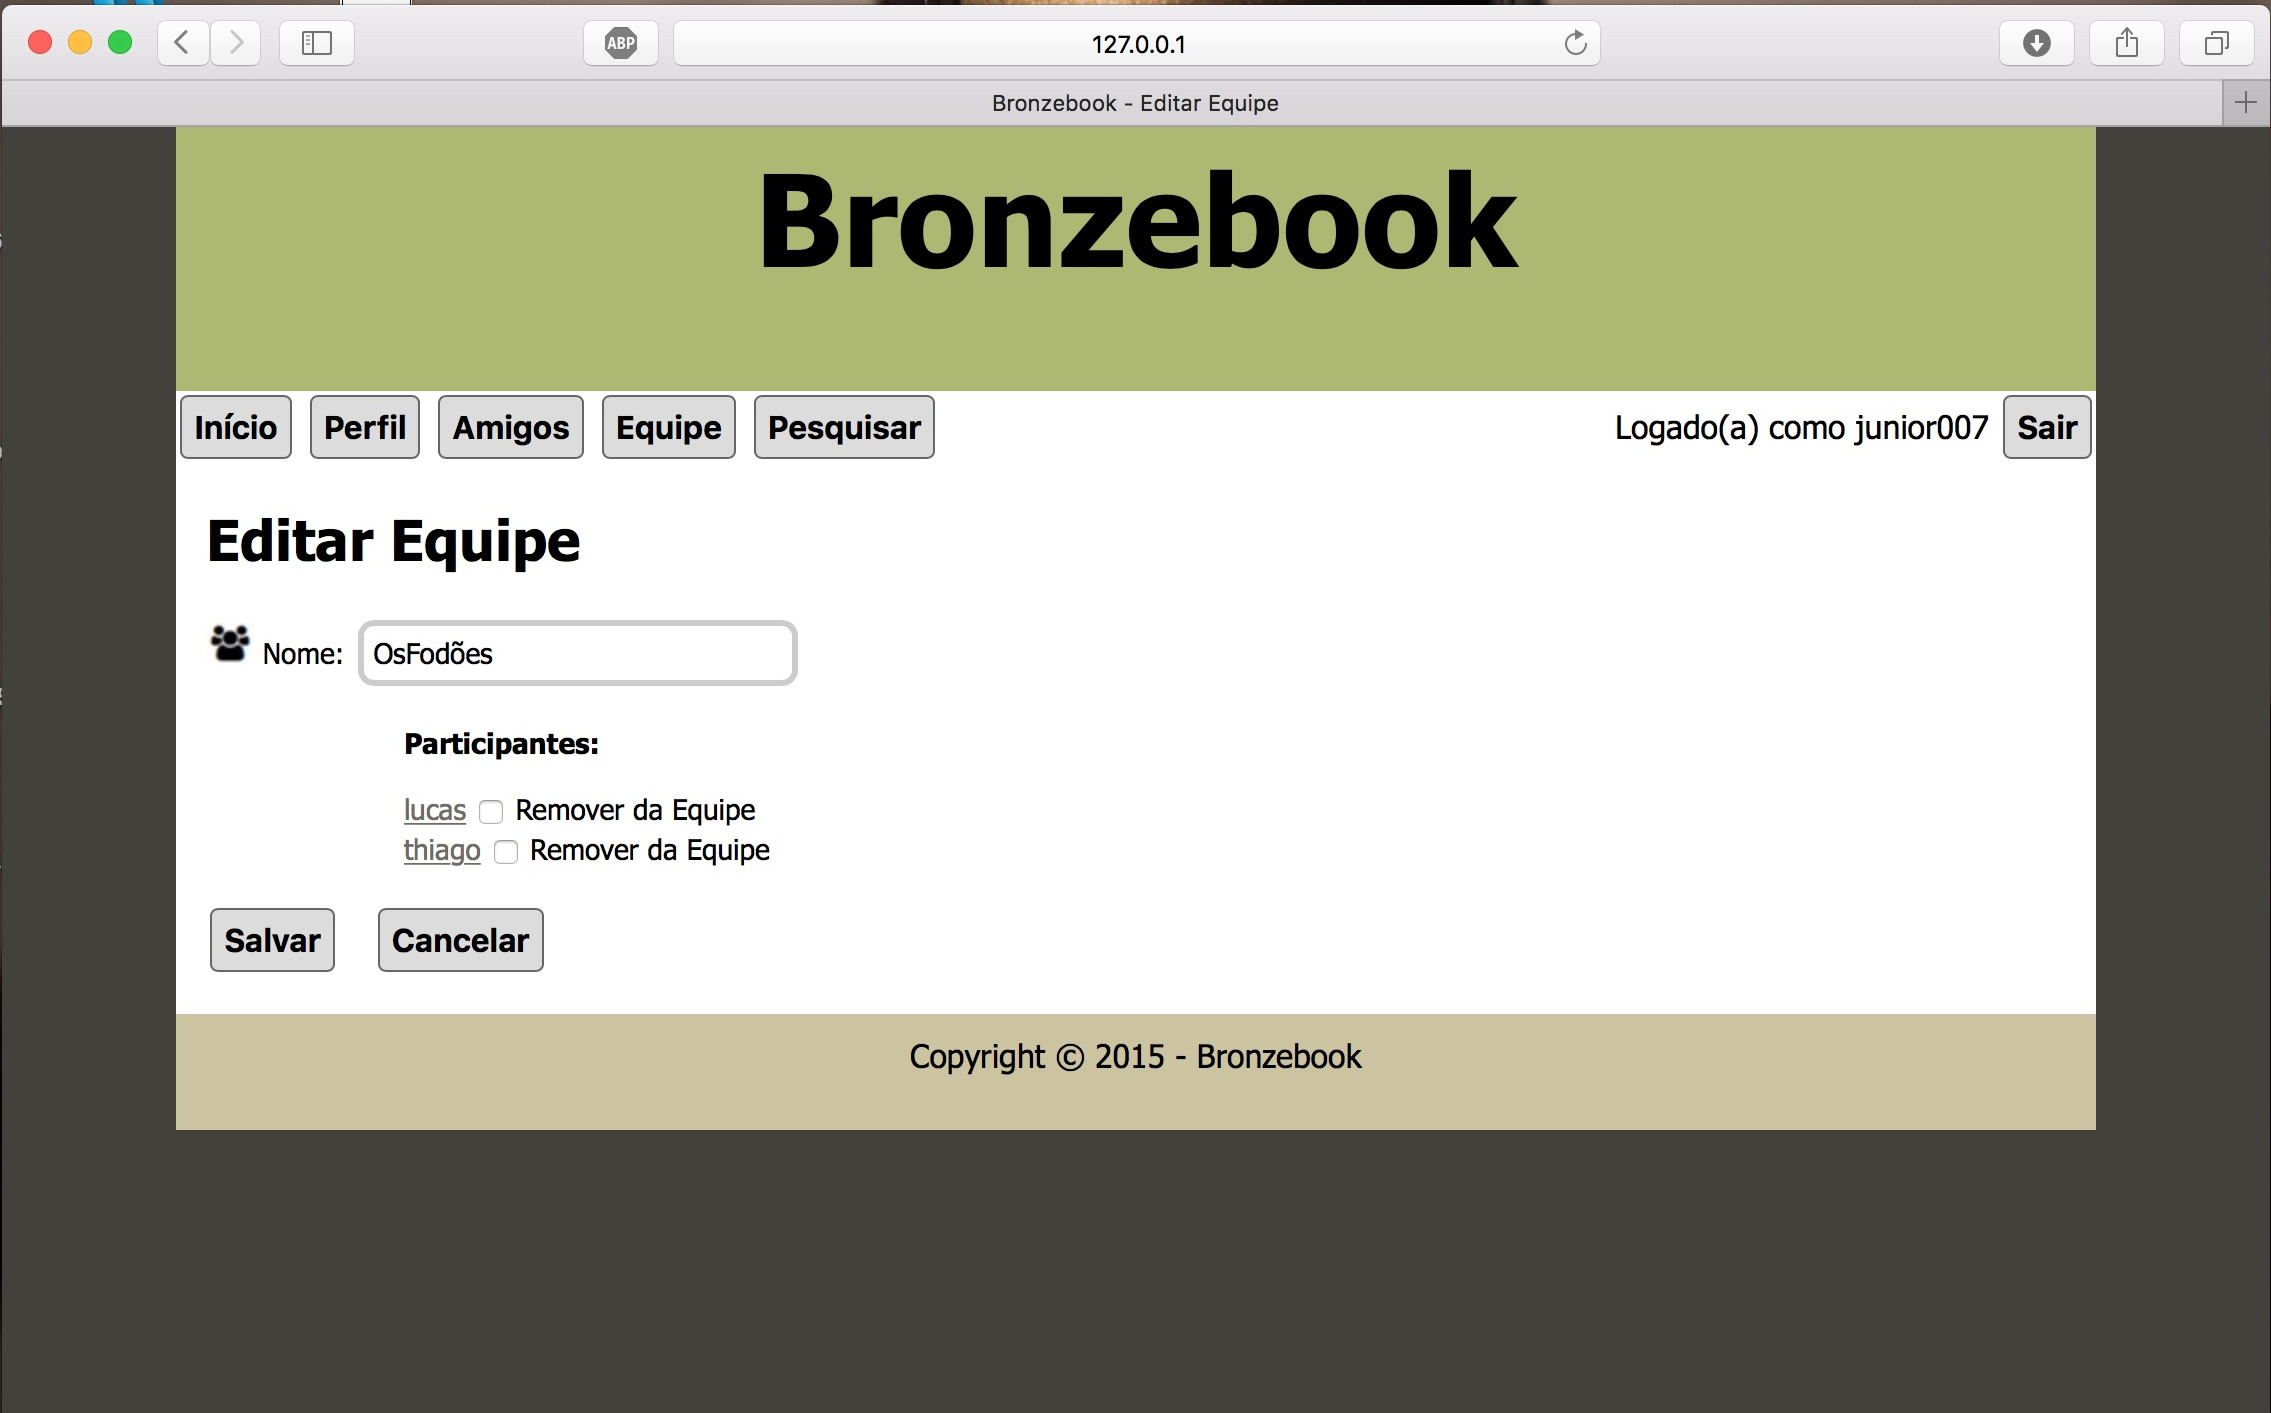 ABP
127.0.0.1
Bronzebook - Editar Equipe
Bronzebook
Início Perfil Amigos Equipe Pesquisar Logado(a) como junior007 Sair
Editar Equipe
Nome: OsFodões
Participantes:
lucas Remover da Equipe
thiago Remover da Equipe
Salvar Cancelar
Copyright © 2015 - Bronzebook